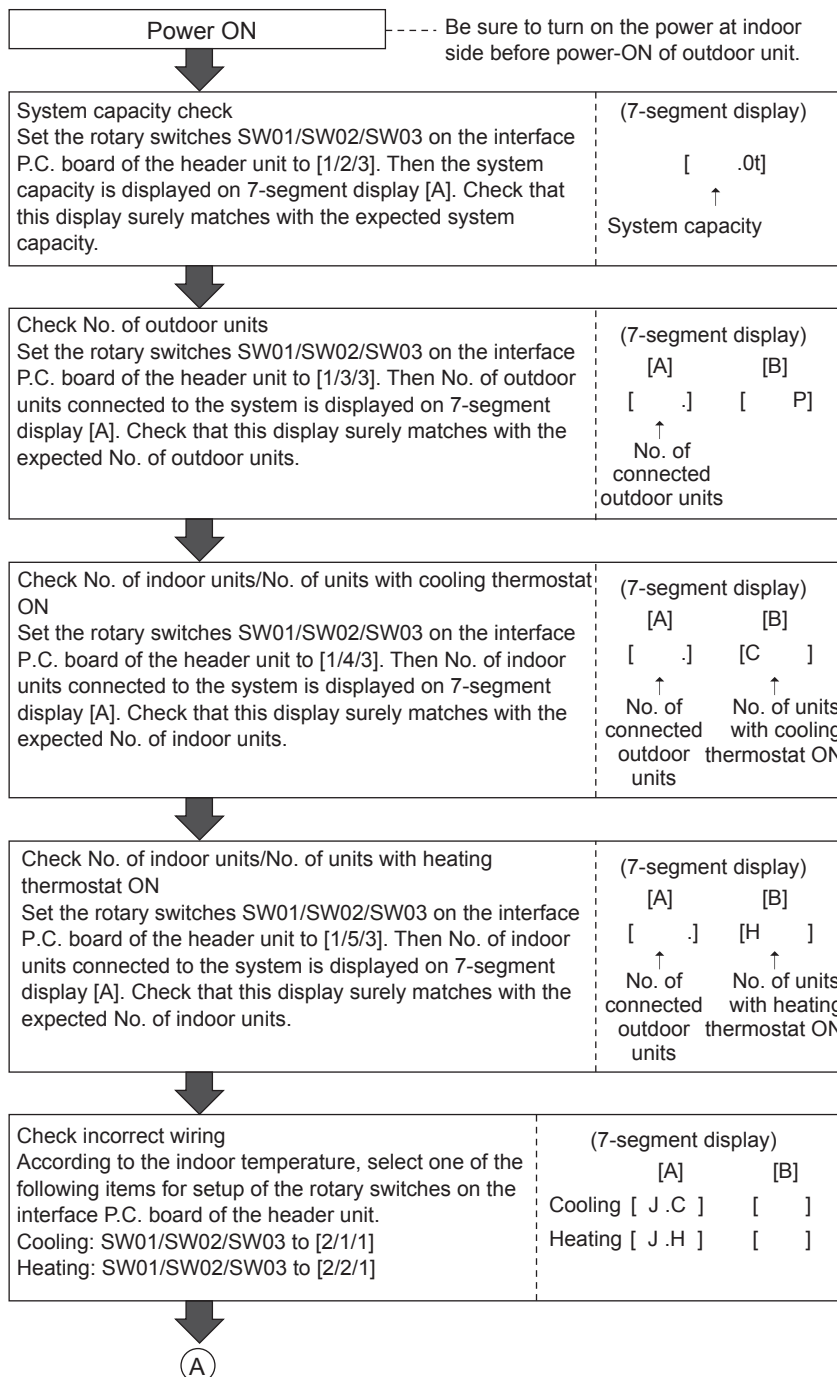 Power ON
Be sure to turn on the power at indoor
side before power-ON of outdoor unit.
System capacity check
Set the rotary switches SW01/SW02/SW03 on the interface
P.C. board of the header unit to [1/2/3]. Then the system
capacity is displayed on 7-segment display [A]. Check that
this display surely matches with the expected system
capacity.
(7-segment display)
[ .0t]
↑
System capacity
Check No. of outdoor units
Set the rotary switches SW01/SW02/SW03 on the interface
P.C. board of the header unit to [1/3/3]. Then No. of outdoor
units connected to the system is displayed on 7-segment
display [A]. Check that this display surely matches with the
expected No. of outdoor units.
(7-segment display)
[A] [B]
[ .] [ P]
↑
No. of
connected
outdoor units
Check No. of indoor units/No. of units with cooling thermostat
ON
Set the rotary switches SW01/SW02/SW03 on the interface
P.C. board of the header unit to [1/4/3]. Then No. of indoor
units connected to the system is displayed on 7-segment
display [A]. Check that this display surely matches with the
expected No. of indoor units.
(7-segment display)
[A] [B]
[ .] [C ]
↑ ↑
No. of No. of units
connected with cooling
outdoor thermostat ON
units
Check No. of indoor units/No. of units with heating
thermostat ON
Set the rotary switches SW01/SW02/SW03 on the interface
P.C. board of the header unit to [1/5/3]. Then No. of indoor
units connected to the system is displayed on 7-segment
display [A]. Check that this display surely matches with the
expected No. of indoor units.
(7-segment display)
[A] [B]
[ .] [H ]
↑ ↑
No. of No. of units
connected with heating
outdoor thermostat ON
units
Check incorrect wiring
According to the indoor temperature, select one of the
following items for setup of the rotary switches on the
interface P.C. board of the header unit.
Cooling: SW01/SW02/SW03 to [2/1/1]
Heating: SW01/SW02/SW03 to [2/2/1]
(7-segment display)
[A] [B]
Cooling [ J .C ] [ ]
Heating [ J .H ] [ ]
A